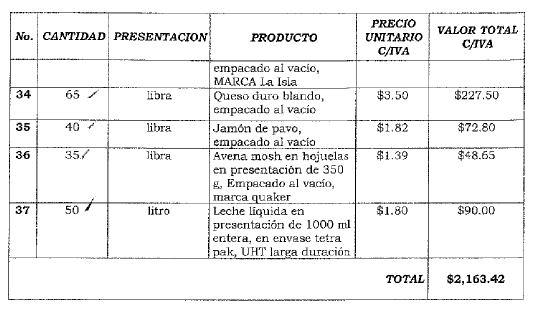 No. CANTIDAD PRESENTACION PRODUCTO PRECIO UNITARIO C/IVA VALOR TOTAL C/IVA
empacado al vacío,
MARCA La Isla
34 65 libra Queso duro blando, $3.50 $227.50
empacado al vacío
35 40 libra Jamón de pavo, $1.82 $72.80
empacado al vacío
36 35 libra Avena mosh en hojuelas $1.39 $48.65
en presentación de 350
g, Empacado al vacío,
marca quaker
37 50 litro Leche líquida en $1.80 $90.00
presentación de 1000 ml
entera, en envase tetra
pak, UHT larga duración
TOTAL $2,163.42